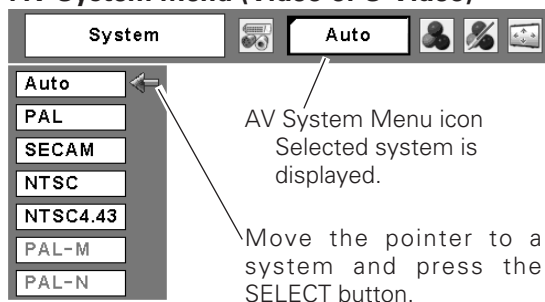 AV System Menu (Video or S-Video)
System
Auto
Auto
PAL
SECAM
NTSC
NTSC4.43
PAL-M
PAL-N
AV System Menu icon
Selected system is
displayed.
Move the pointer to a
system and press the
SELECT button.